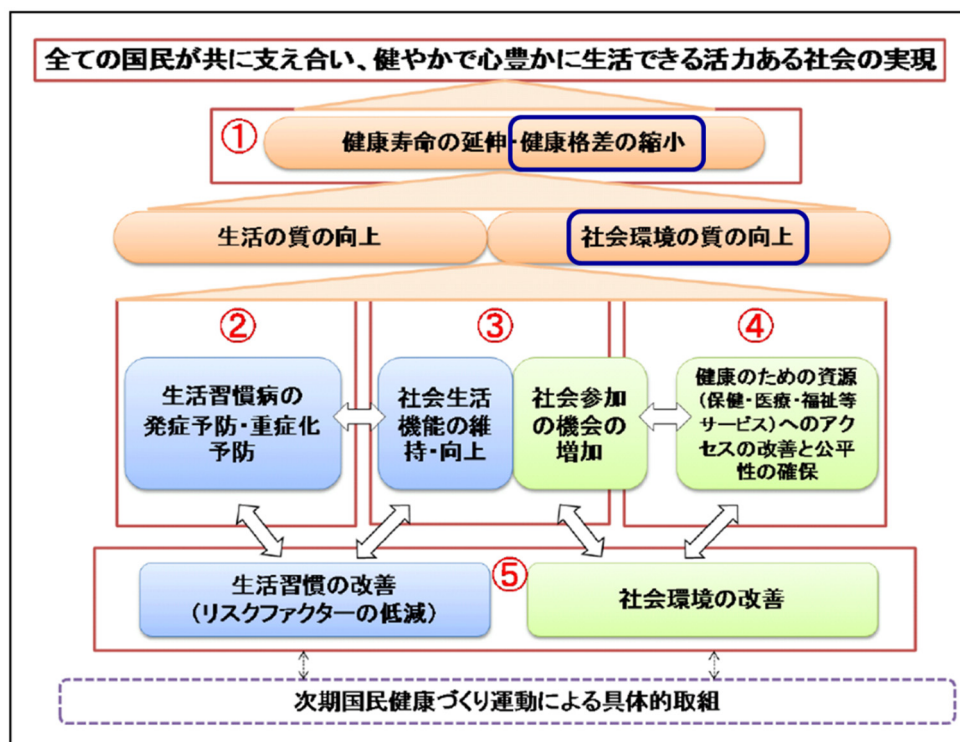 全ての国民が共に支え合い、健やかで心豊かに生活できる活力ある社会の実現
①
健康寿命の延伸・健康格差の縮小
生活の質の向上
社会環境の質の向上
②
生活習慣病の
発症予防・重症化
予防
③
社会生活
機能の維
持・向上
社会参加
の機会の
増加
④
健康のための資源
(保健・医療・福祉等
サービス)へのアク
セスの改善と公平
性の確保
⑤
生活習慣の改善
(リスクファクターの低減)
社会環境の改善
次期国民健康づくり運動による具体的取組